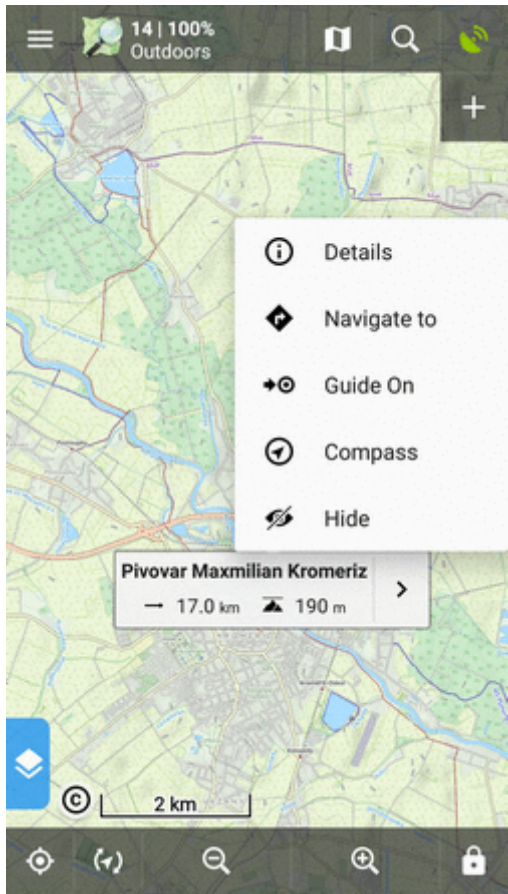 14 | 100%
Outdoors
Details
Navigate to
Guide On
Compass
Hide
Pivovar Maxmilian Kromeriz
17.0 km
190 m
2 km